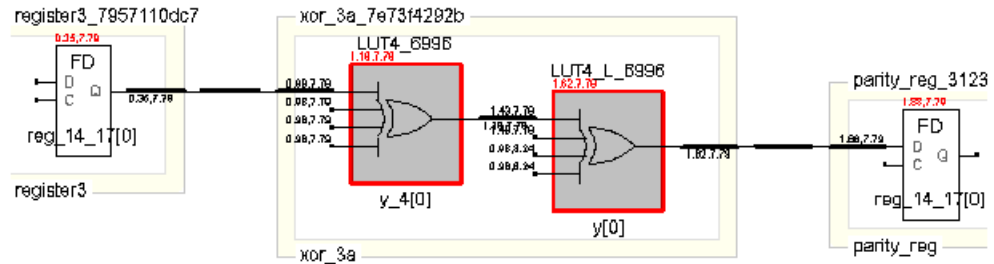 register3_7957110dc7
xor_3a_7e73f4292b
LUT4_6996
LUT4_L_6996
parity_reg_3123
0.35,7.79
FD
D
Q
C
reg_14_17[0]
register3
0.35,7.79
1.19,7.79
0.98,7.79
0.98,7.79
0.98,7.79
0.98,7.79
y_4[0]
1.62,7.79
1.43,7.79
0.98,8.24
0.98,8.24
y[0]
1.62,7.79
xor_3a
1.88,7.79
1.88,7.79
FD
D
Q
C
reg_14_17[0]
parity_reg